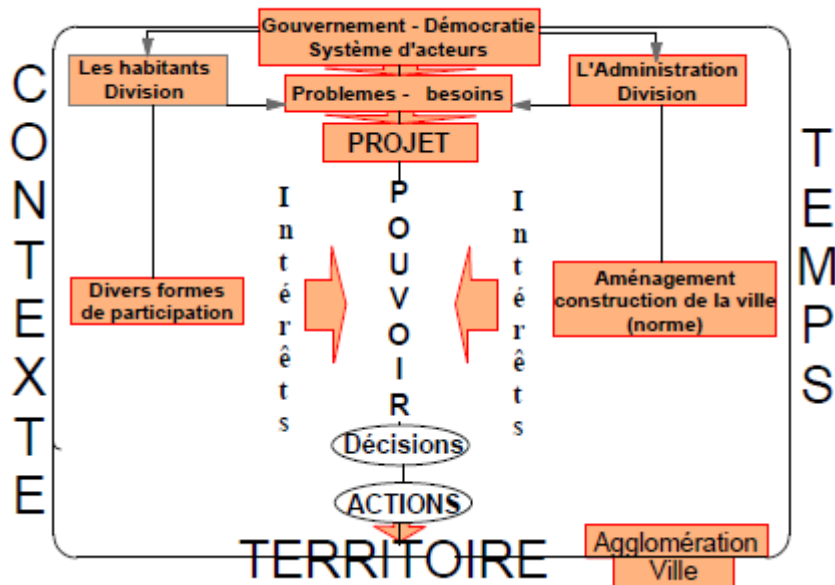 Gouvernement - Démocratie
Système d'acteurs
Les habitants
Division
Problemes - besoins
L'Administration
Division
PROJET
CONTEXTE
TEMPS
Intérêts
POUVOIR
Intérêts
Divers formes
de participation
Aménagement
construction de la ville
(norme)
Décisions
ACTIONS
TERRITOIRE
Agglomération
Ville